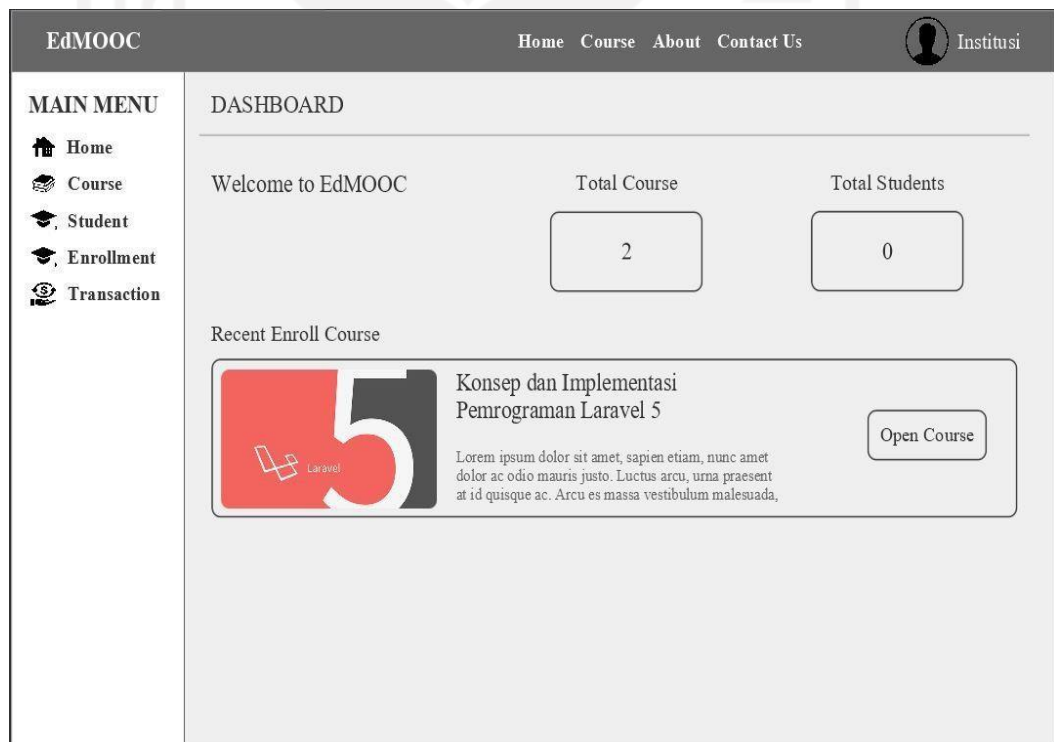 EdMOOC
Home Course About Contact Us
Institusi
MAIN MENU
Home
Course
Student
Enrollment
Transaction
DASHBOARD
Welcome to EdMOOC
Total Course
2
Total Students
0
Recent Enroll Course
5
Laravel
Konsep dan Implementasi
Pemrograman Laravel 5
Lorem ipsum dolor sit amet, sapien etiam, nunc amet
dolor ac odio mauris justo. Luctus arcu, urna praesent
at id quisque ac. Arcu es massa vestibulum malesuada,
Open Course